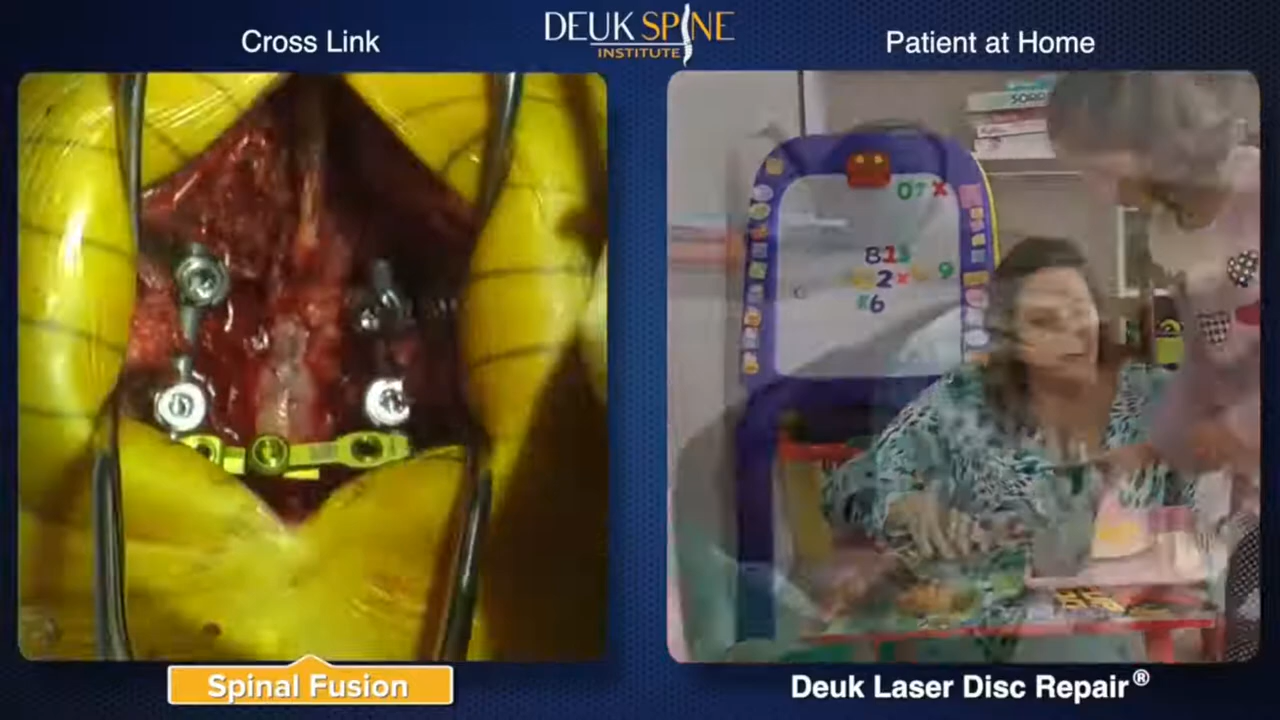 Cross Link
DEUK SPINE
INSTITUTE
Patient at Home
Spinal Fusion
Deuk Laser Disc Repair®